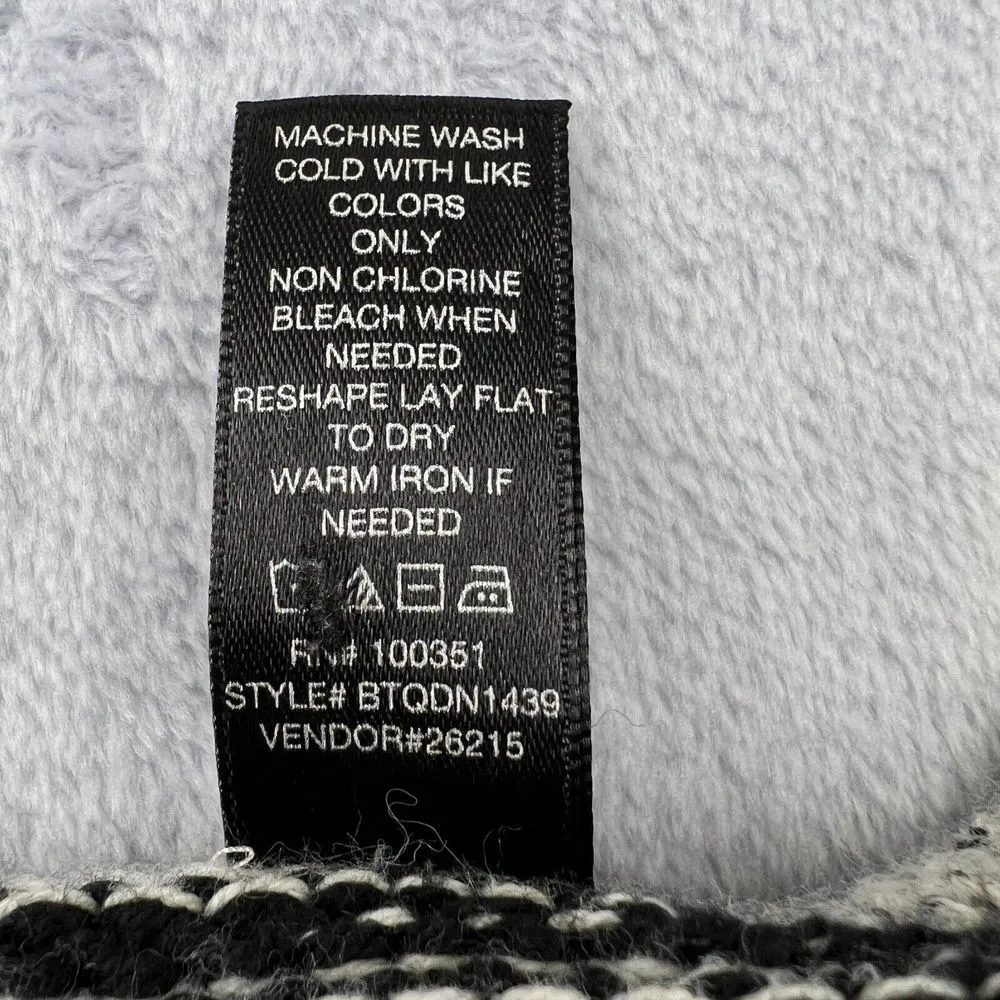 MACHINE WASH
COLD WITH LIKE
COLORS
ONLY
NON CHLORINE
BLEACH WHEN
NEEDED
RESHAPE LAY FLAT
TO DRY
WARM IRON IF
NEEDED
RN# 100351
STYLE# BTQDN1439
VENDOR#26215